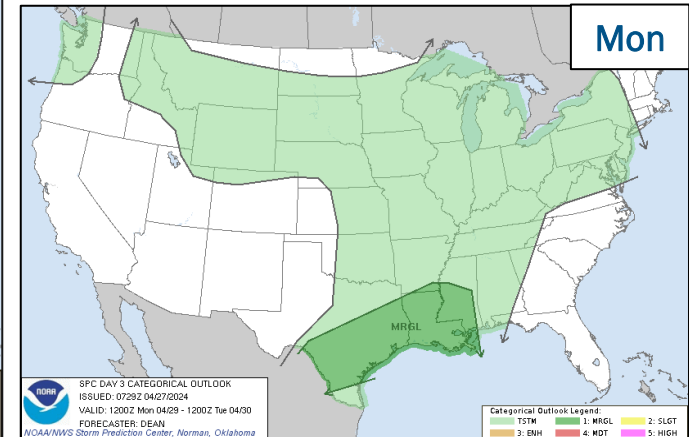 Mon
MRGL
NOAA
SPC DAY 3 CATEGORICAL OUTLOOK
ISSUED: 0729Z 04/27/2024
VALID: 1200Z Mon 04/29 - 1200Z Tue 04/30
FORECASTER: DEAN
NOAA/NWS Storm Prediction Center, Norman, Oklahoma
Categorical Outlook Legend:
TSTM 1: MRGL 2: SLGT
3: ENH 4: MDT 5: HIGH